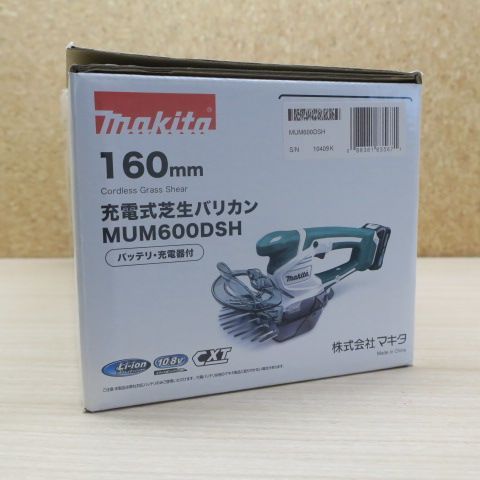 makita
160mm
Cordless Grass Shear
充電式芝生バリカン
MUM600DSH
バッテリ・充電器付
Li-ion
10.8V
CXT
makita
MUM600DSH
S/N 10409K
株式会社マキタ
Made in China